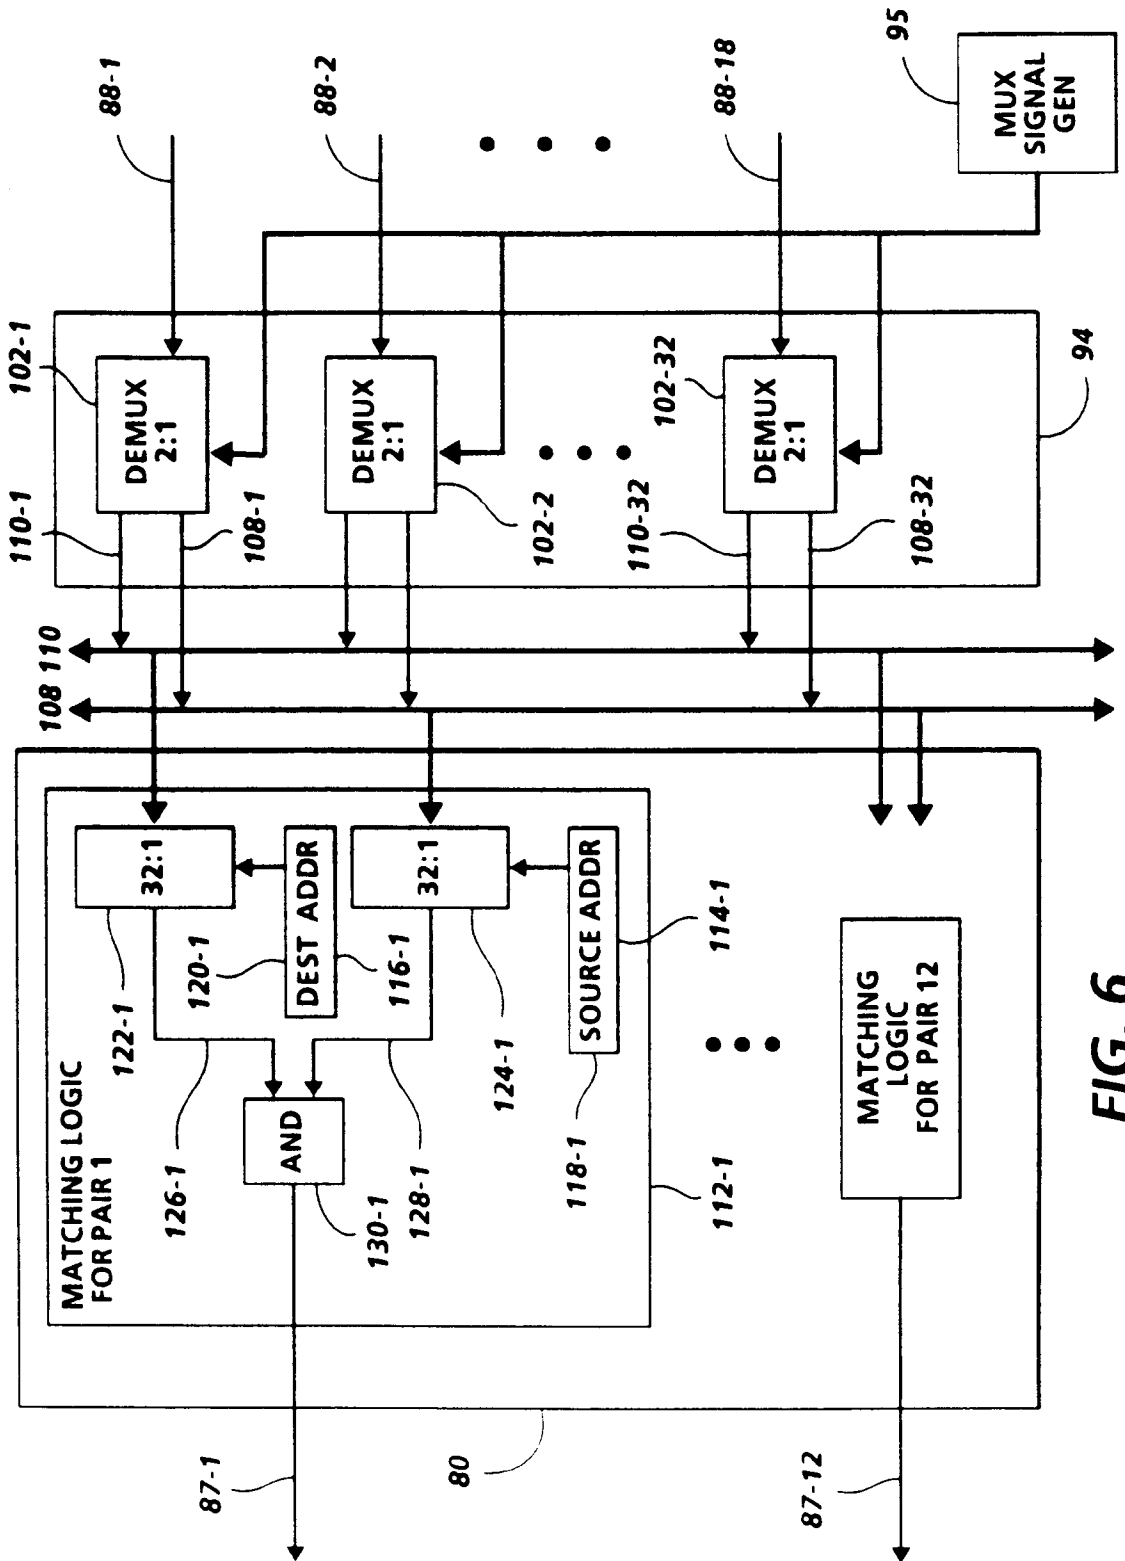 88-1
88-2
88-18
95
MUX
SIGNAL
GEN
102-1
DEMUX
2:1
DEMUX
2:1
102-32
DEMUX
2:1
94
110-1
108-1
102-2
110-32
108-32
108 110
32:1
DEST ADDR
32:1
SOURCE ADDR
122-1
120-1
116-1
124-1
114-1
MATCHING LOGIC
FOR PAIR 1
126-1
AND
130-1
128-1
118-1
112-1
MATCHING
LOGIC
FOR PAIR 12
87-1
80
87-12
FIG. 6